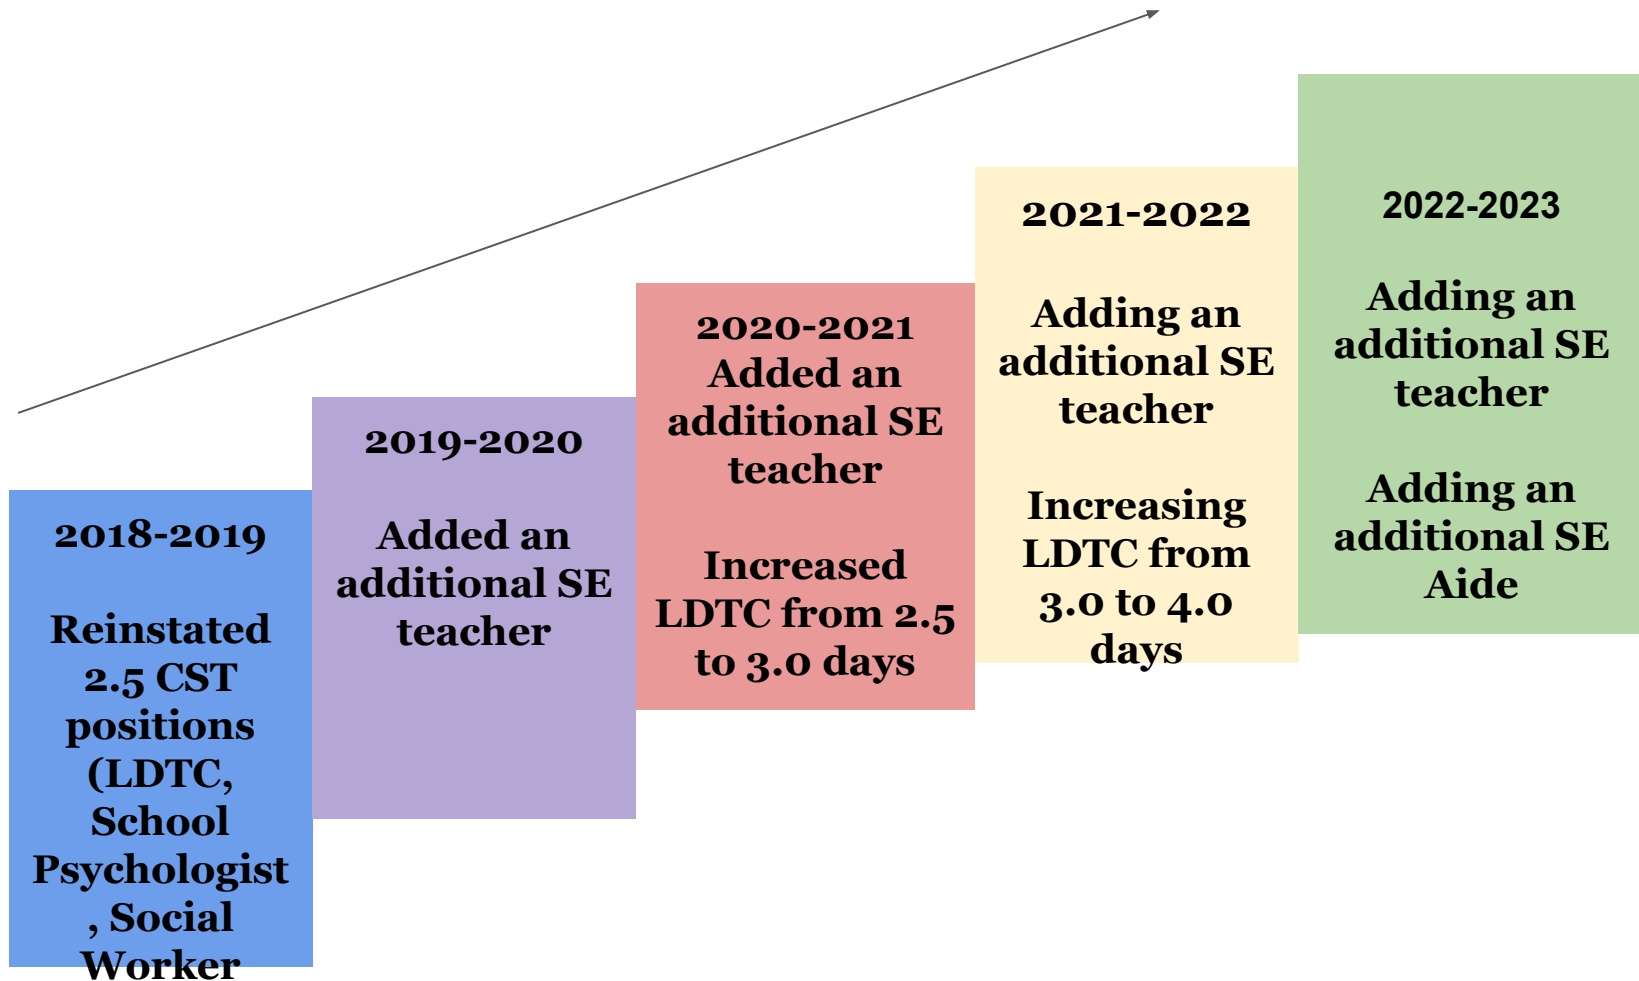 2018-2019
Reinstated
2.5 CST
positions
(LDTC,
School
Psychologist
, Social
Worker
2019-2020
Added an
additional SE
teacher
2020-2021
Added an
additional SE
teacher
Increased
LDTC from 2.5
to 3.0 days
2021-2022
Adding an
additional SE
teacher
Increasing
LDTC from
3.0 to 4.0
days
2022-2023
Adding an
additional SE
teacher
Adding an
additional SE
Aide